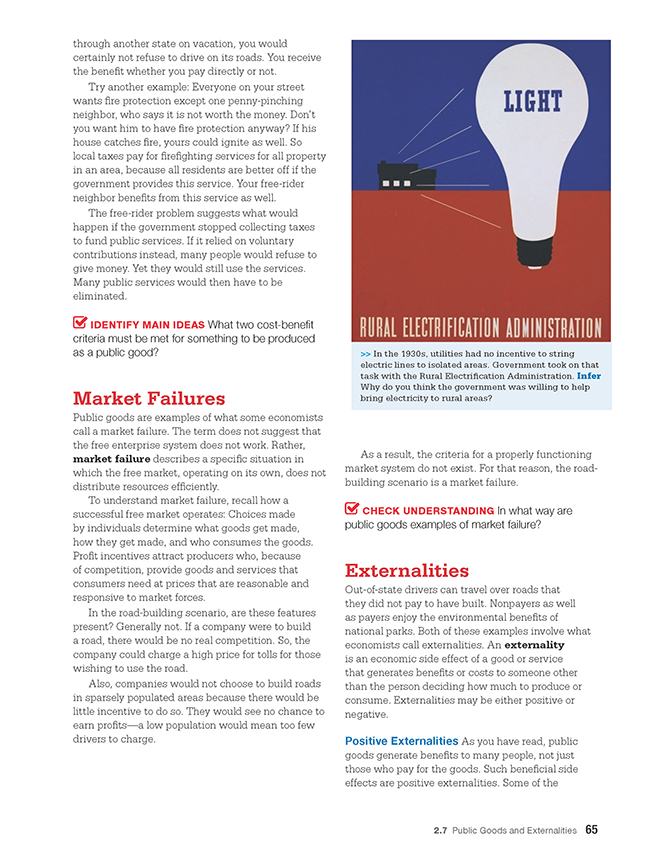 through another state on vacation, you would
certainly not refuse to drive on its roads. You receive
the benefit whether you pay directly or not.
Try another example: Everyone on your street
wants fire protection except one penny-pinching
neighbor, who says it is not worth the money. Don't
you want him to have fire protection anyway? If his
house catches fire, yours could ignite as well. So
local taxes pay for firefighting services for all property
in an area, because all residents are better off if the
government provides this service. Your free-rider
neighbor benefits from this service as well.
The free-rider problem suggests what would
happen if the government stopped collecting taxes
to fund public services. If it relied on voluntary
contributions instead, many people would refuse to
give money. Yet they would still use the services.
Many public services would then have to be
eliminated.
IDENTIFY MAIN IDEAS What two cost-benefit
criteria must be met for something to be produced
as a public good?
Market Failures
Public goods are examples of what some economists
call a market failure. The term does not suggest that
the free enterprise system does not work. Rather,
market failure describes a specific situation in
which the free market, operating on its own, does not
distribute resources efficiently.
To understand market failure, recall how a
successful free market operates: Choices made
by individuals determine what goods get made,
how they get made, and who consumes the goods.
Profit incentives attract producers who, because
of competition, provide goods and services that
consumers need at prices that are reasonable and
responsive to market forces.
In the road-building scenario, are these features
present? Generally not. If a company were to build
a road, there would be no real competition. So, the
company could charge a high price for tolls for those
wishing to use the road.
Also, companies would not choose to build roads
in sparsely populated areas because there would be
little incentive to do so. They would see no chance to
earn profits—a low population would mean too few
drivers to charge.
LIGHT
RURAL ELECTRIFICATION ADMINISTRATION
>> In the 1930s, utilities had no incentive to string
electric lines to isolated areas. Government took on that
task with the Rural Electrification Administration. Infer
Why do you think the government was willing to help
bring electricity to rural areas?
As a result, the criteria for a properly functioning
market system do not exist. For that reason, the road-
building scenario is a market failure.
CHECK UNDERSTANDING In what way are
public goods examples of market failure?
Externalities
Out-of-state drivers can travel over roads that
they did not pay to have built. Nonpayers as well
as payers enjoy the environmental benefits of
national parks. Both of these examples involve what
economists call externalities. An externality
is an economic side effect of a good or service
that generates benefits or costs to someone other
than the person deciding how much to produce or
consume. Externalities may be either positive or
negative.
Positive Externalities As you have read, public
goods generate benefits to many people, not just
those who pay for the goods. Such beneficial side
effects are positive externalities. Some of the
2.7 Public Goods and Externalities 65